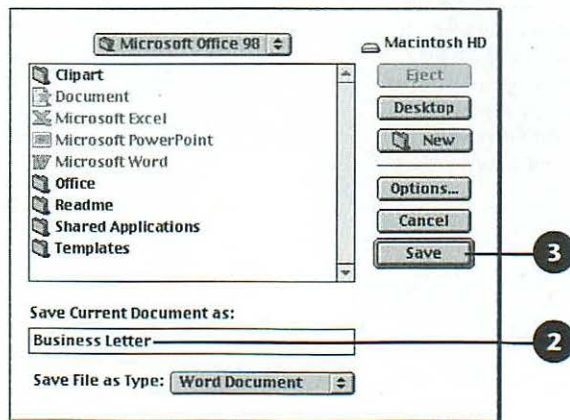 Microsoft Office 98
Macintosh HD
Clipart
Document
Microsoft Excel
Microsoft PowerPoint
Microsoft Word
Office
Readme
Shared Applications
Templates
Eject
Desktop
New
Options...
Cancel
Save
3
Save Current Document as:
Business Letter
2
Save File as Type: Word Document